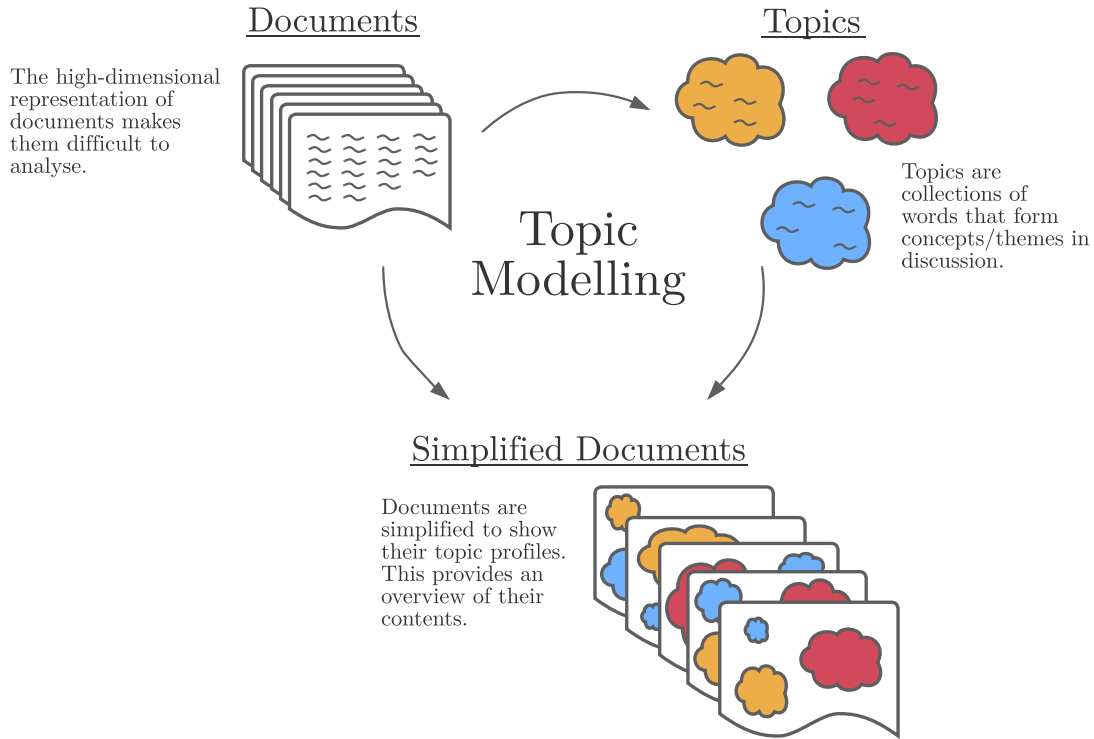 Documents
The high-dimensional
representation of
documents makes
them difficult to
analyse.
Topics
Topics are
collections of
words that form
concepts/themes in
discussion.
Topic
Modelling
Simplified Documents
Documents are
simplified to show
their topic profiles.
This provides an
overview of their
contents.